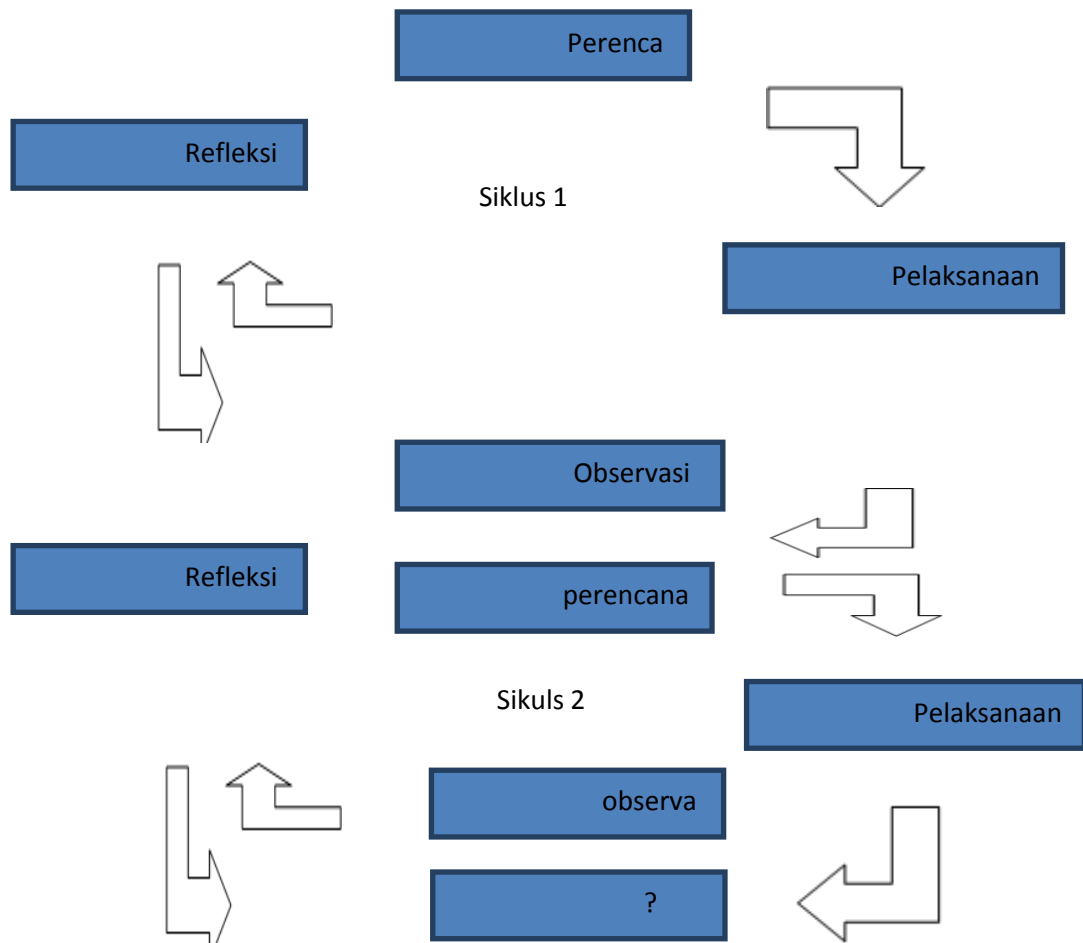 Perenca
Refleksi
Siklus 1
Pelaksanaan
Observasi
Refleksi
perencana
Sikuls 2
Pelaksanaan
observa
?